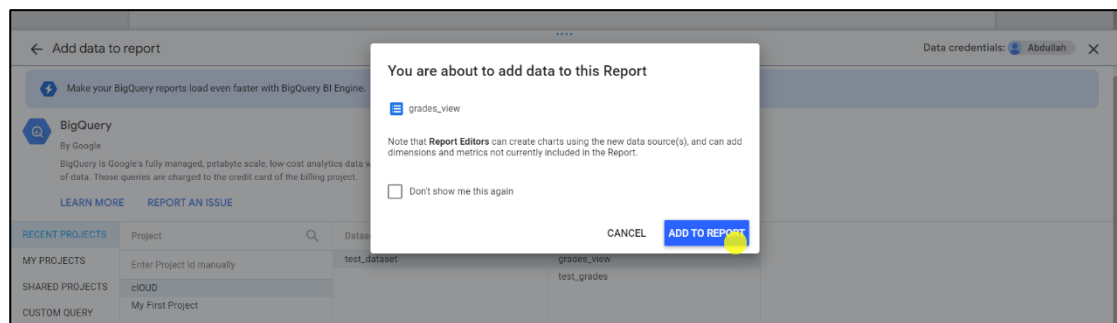 Add data to report
Data credentials: Abdullah
Make your BigQuery reports load even faster with BigQuery BI Engine.
BigQuery
By Google
BigQuery is Google's fully managed, petabyte scale, low-cost analytics data
of data. Those queries are charged to the credit card of the billing project.
LEARN MORE REPORT AN ISSUE
You are about to add data to this Report
grades_view
Note that Report Editors can create charts using the new data source(s), and can add
dimensions and metrics not currently included in the Report.
Don't show me this again
CANCEL ADD TO REPORT
RECENT PROJECTS
MY PROJECTS
SHARED PROJECTS
CUSTOM QUERY
Project
Enter Project Id manually
clOUD
My First Project
test_dataset
grades_view
test_grades